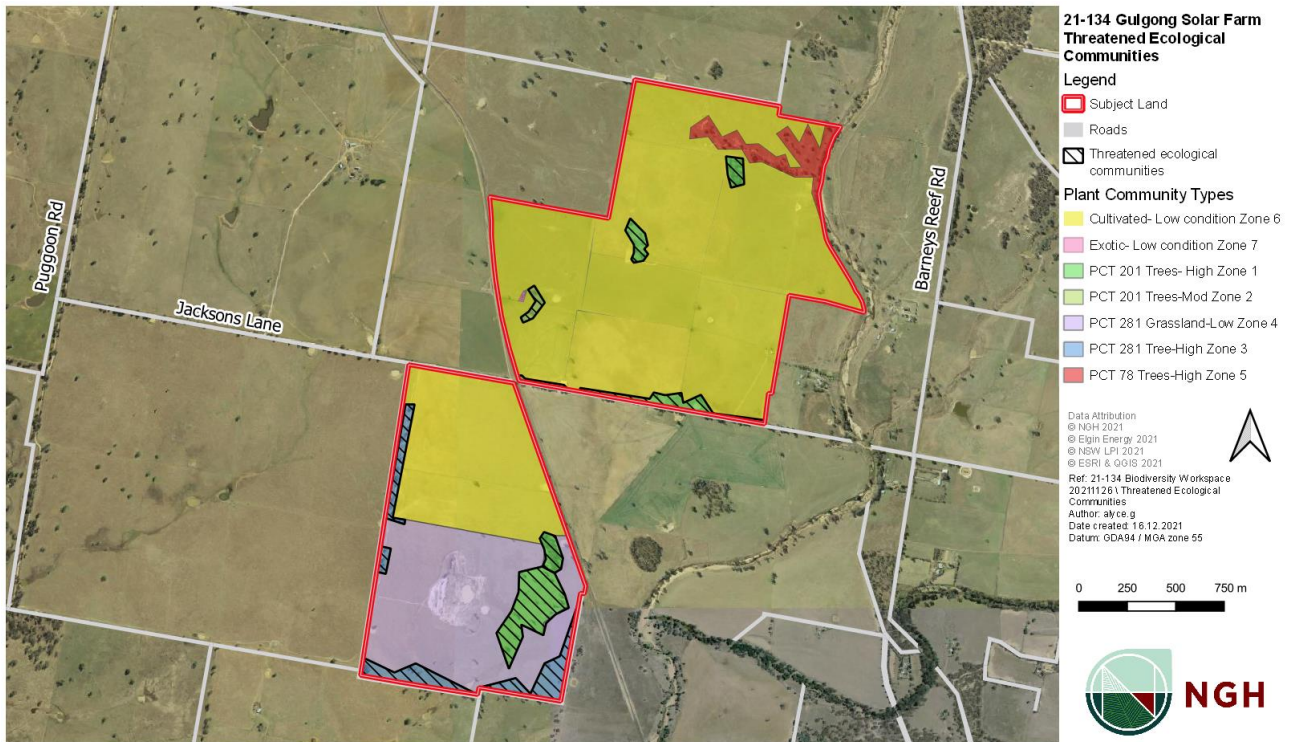 21-134 Gulgong Solar Farm
Threatened Ecological
Communities
Legend
Subject Land
Roads
Threatened ecological
communities
Plant Community Types
Cultivated- Low condition Zone 6
Exotic- Low condition Zone 7
PCT 201 Trees- High Zone 1
PCT 201 Trees-Mod Zone 2
PCT 281 Grassland-Low Zone 4
PCT 281 Tree-High Zone 3
PCT 78 Trees-High Zone 5
Data Attribution
© NGH 2021
© Elgin Energy 2021
© NSW LPI 2021
© ESRI & QGIS 2021
Ref: 21-134 Biodiversity Workspace
20211126 \ Threatened Ecological
Communities
Author: alyce.g
Date created: 16.12.2021
Datum: GDA94 / MGA zone 55
0 250 500 750 m
NGH
Puggoon Rd
Jacksons Lane
Barneys Reef Rd